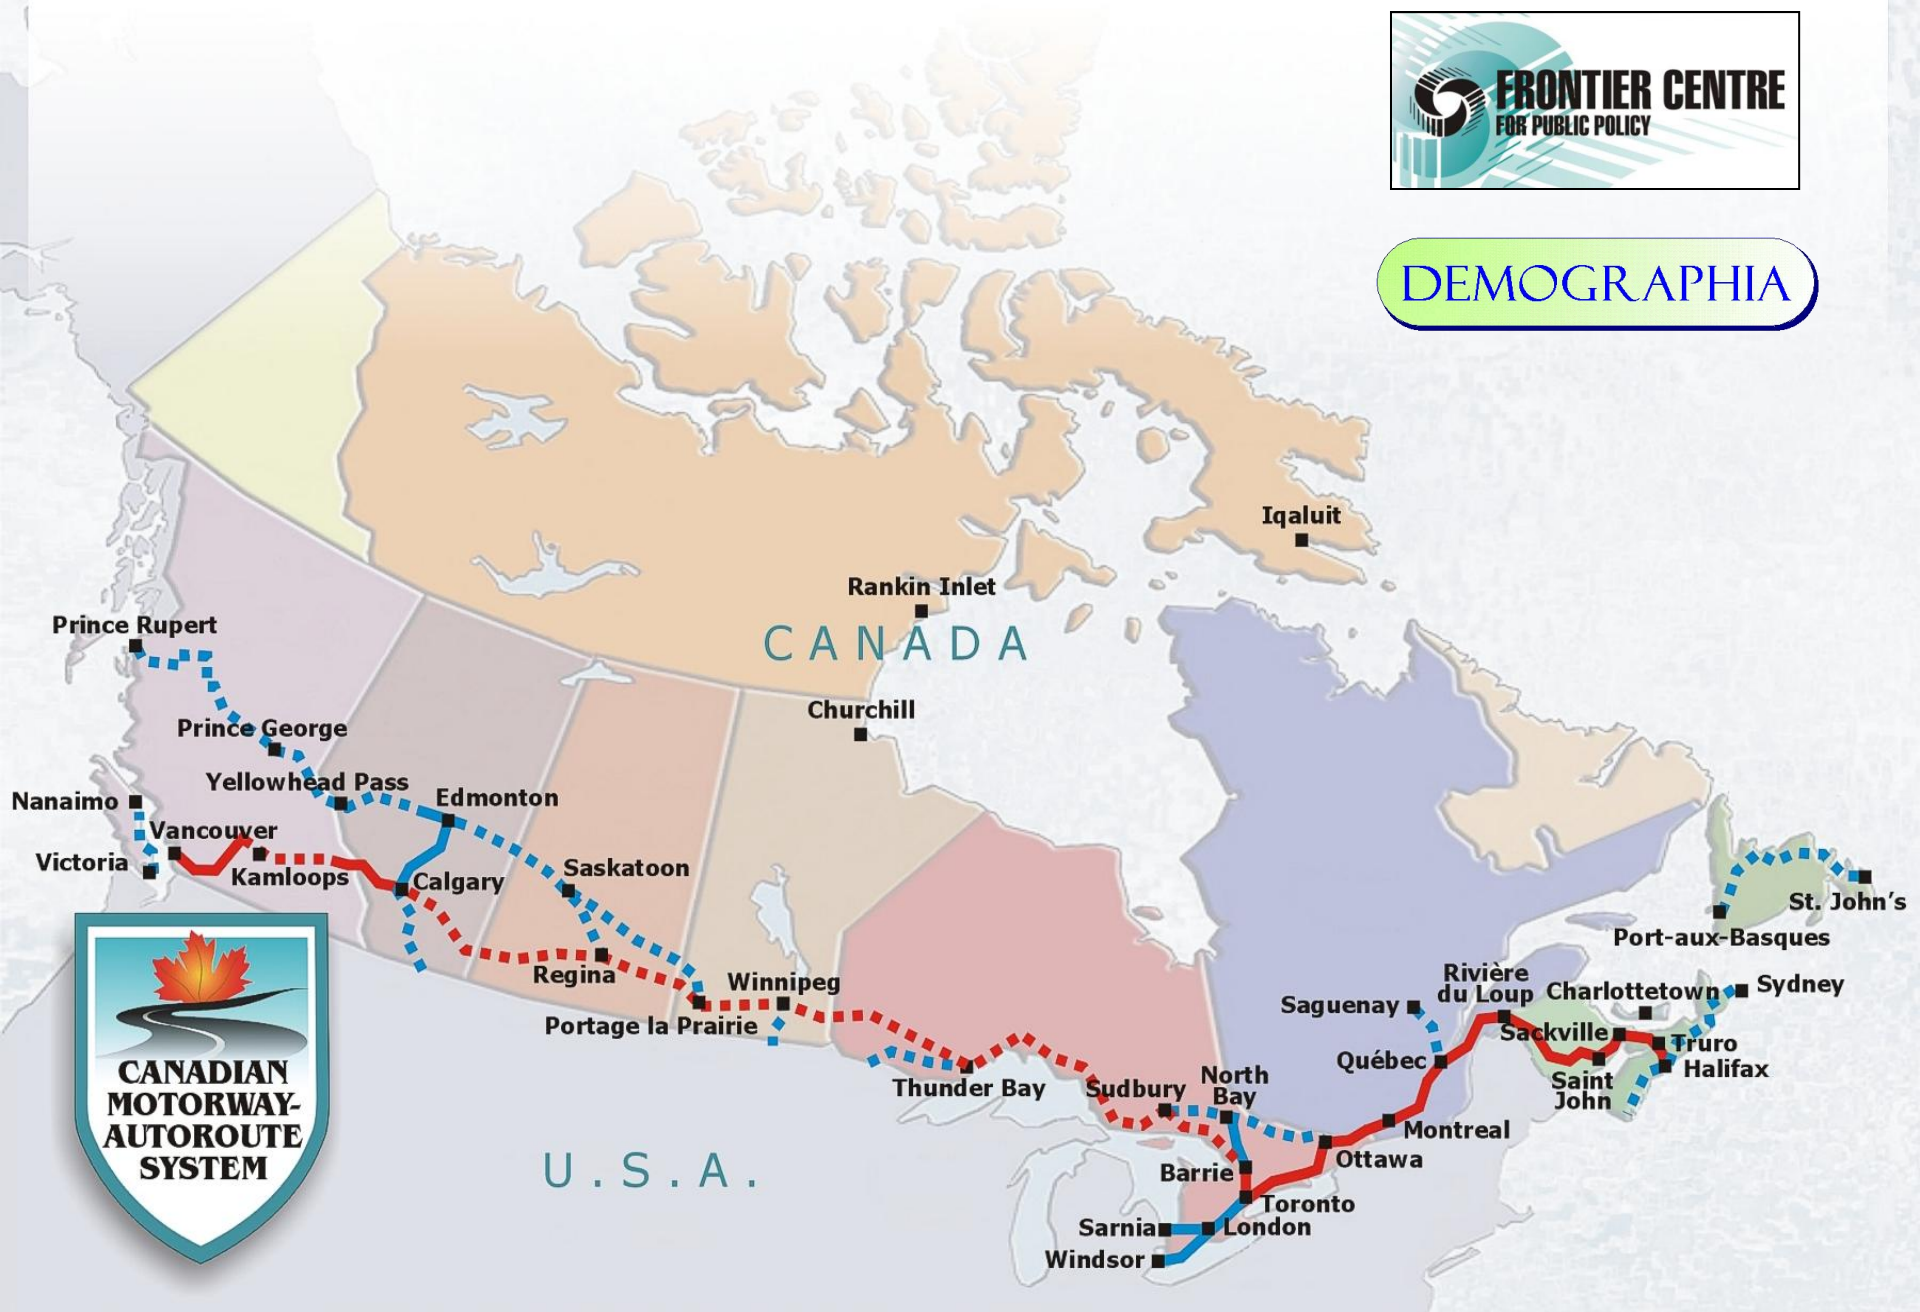 FRONTIER CENTRE
FOR PUBLIC POLICY
DEMOGRAPHIA
Iqaluit
Rankin Inlet
CANADA
Prince Rupert
Churchill
Prince George
Yellowhead Pass
Edmonton
Nanaimo
Vancouver
Victoria
Kamloops
Calgary
Saskatoon
St. John's
Port-aux-Basques
Regina
Winnipeg
Portage la Prairie
Rivière
du Loup
Charlottetown
Sydney
Saguenay
Sackville
Truro
Halifax
Québec
Saint
John
Thunder Bay
Sudbury
North
Bay
Montreal
Ottawa
Barrie
Toronto
Sarnia
London
Windsor
U.S.A.
CANADIAN
MOTORWAY-
AUTOROUTE
SYSTEM